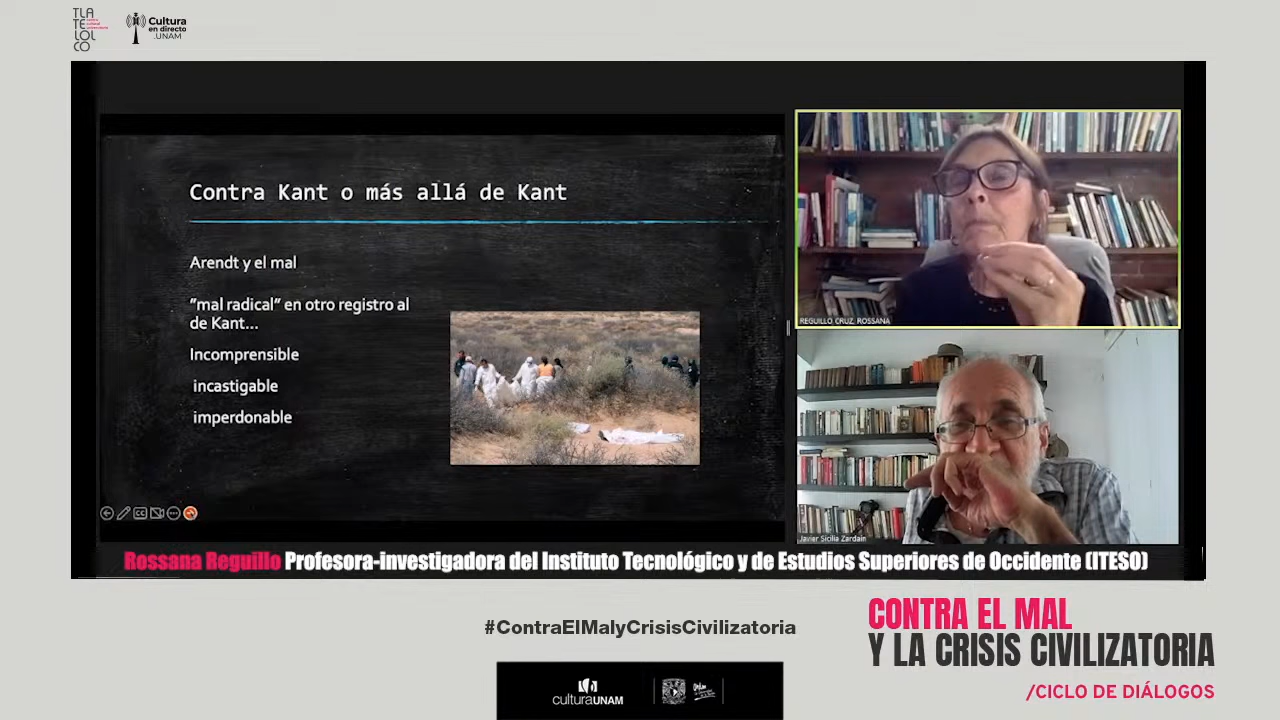 TLA
TE
LOL
CO
Cultura
en directo
.UNAM
Contra Kant o más allá de Kant
Arendt y el mal
"mal radical" en otro registro al
de Kant...
Incomprensible
incastigable
imperdonable
REGUILLO CRUZ, ROSSANA
Javier Sicilia Zardain
Rossana Reguillo Profesora-investigadora del Instituto Tecnológico y de Estudios Superiores de Occidente (ITESO)
#ContraElMalyCrisisCivilizatoria
CONTRA EL MAL
Y LA CRISIS CIVILIZATORIA
/CICLO DE DIÁLOGOS
culturaUNAM